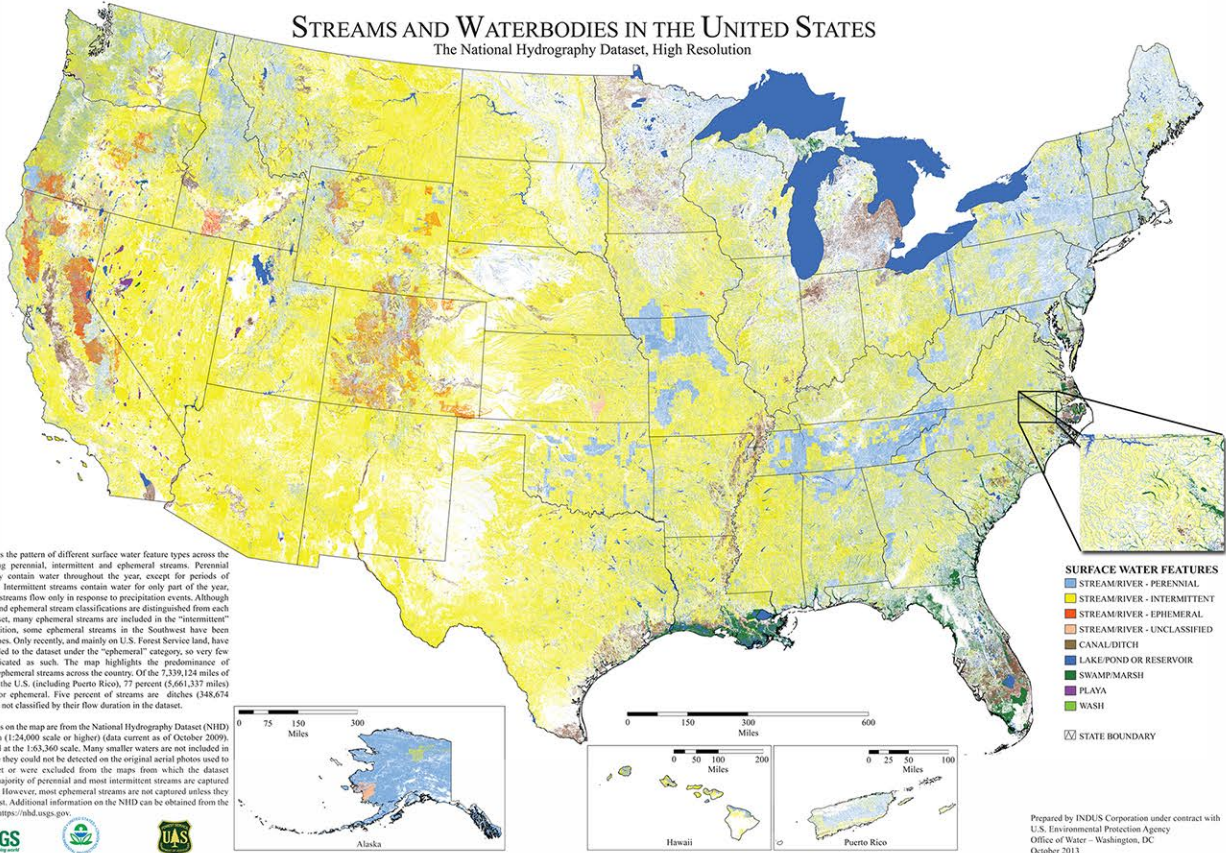 STREAMS AND WATERBODIES IN THE UNITED STATES
The National Hydrography Dataset, High Resolution
s the pattern of different surface water feature types across the
ng perennial, intermittent and ephemeral streams. Perennial
y contain water throughout the year, except for periods of
Intermittent streams contain water for only part of the year,
streams flow only in response to precipitation events. Although
nd ephemeral stream classifications are distinguished from each
set, many ephemeral streams are included in the "intermittent"
ition, some ephemeral streams in the Southwest have been
nes. Only recently, and mainly on U.S. Forest Service land, have
ded to the dataset under the "ephemeral" category, so very few
icated as such. The map highlights the predominance of
ephemeral streams across the country. Of the 7,339,124 miles of
the U.S. (including Puerto Rico), 77 percent (5,661,337 miles)
or ephemeral. Five percent of streams are ditches (348,674
not classified by their flow duration in the dataset.
s on the map are from the National Hydrography Dataset (NHD)
(1:24,000 scale or higher) (data current as of October 2009).
d at the 1:63,360 scale. Many smaller waters are not included in
they could not be detected on the original aerial photos used to
t or were excluded from the maps from which the dataset
ajority of perennial and most intermittent streams are captured
However, most ephemeral streams are not captured unless they
st. Additional information on the NHD can be obtained from the
https://nhd.usgs.gov.
GS
UAS
0 75 150 300
Miles
Alaska
0 150 300 600
Miles
0 50 100 200
Miles
Hawaii
0 25 50 100
Miles
Puerto Rico
SURFACE WATER FEATURES
STREAM/RIVER - PERENNIAL
STREAM/RIVER - INTERMITTENT
STREAM/RIVER - EPHEMERAL
STREAM/RIVER - UNCLASSIFIED
CANAL/DITCH
LAKE/POND OR RESERVOIR
SWAMP/MARSH
PLAYA
WASH
STATE BOUNDARY
Prepared by INDUS Corporation under contract with
U.S. Environmental Protection Agency
Office of Water – Washington, DC
October 2013